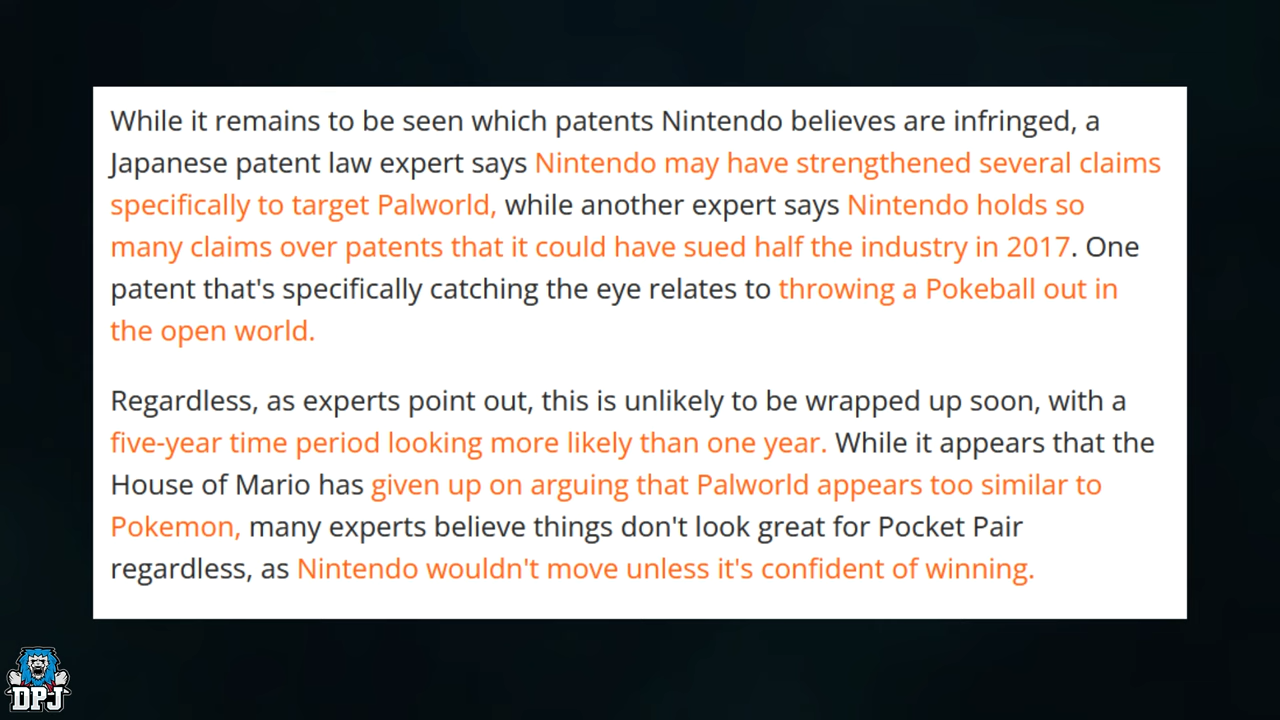 While it remains to be seen which patents Nintendo believes are infringed, a
Japanese patent law expert says Nintendo may have strengthened several claims
specifically to target Palworld, while another expert says Nintendo holds so
many claims over patents that it could have sued half the industry in 2017. One
patent that's specifically catching the eye relates to throwing a Pokeball out in
the open world.
Regardless, as experts point out, this is unlikely to be wrapped up soon, with a
five-year time period looking more likely than one year. While it appears that the
House of Mario has given up on arguing that Palworld appears too similar to
Pokemon, many experts believe things don't look great for Pocket Pair
regardless, as Nintendo wouldn't move unless it's confident of winning.
DPJ